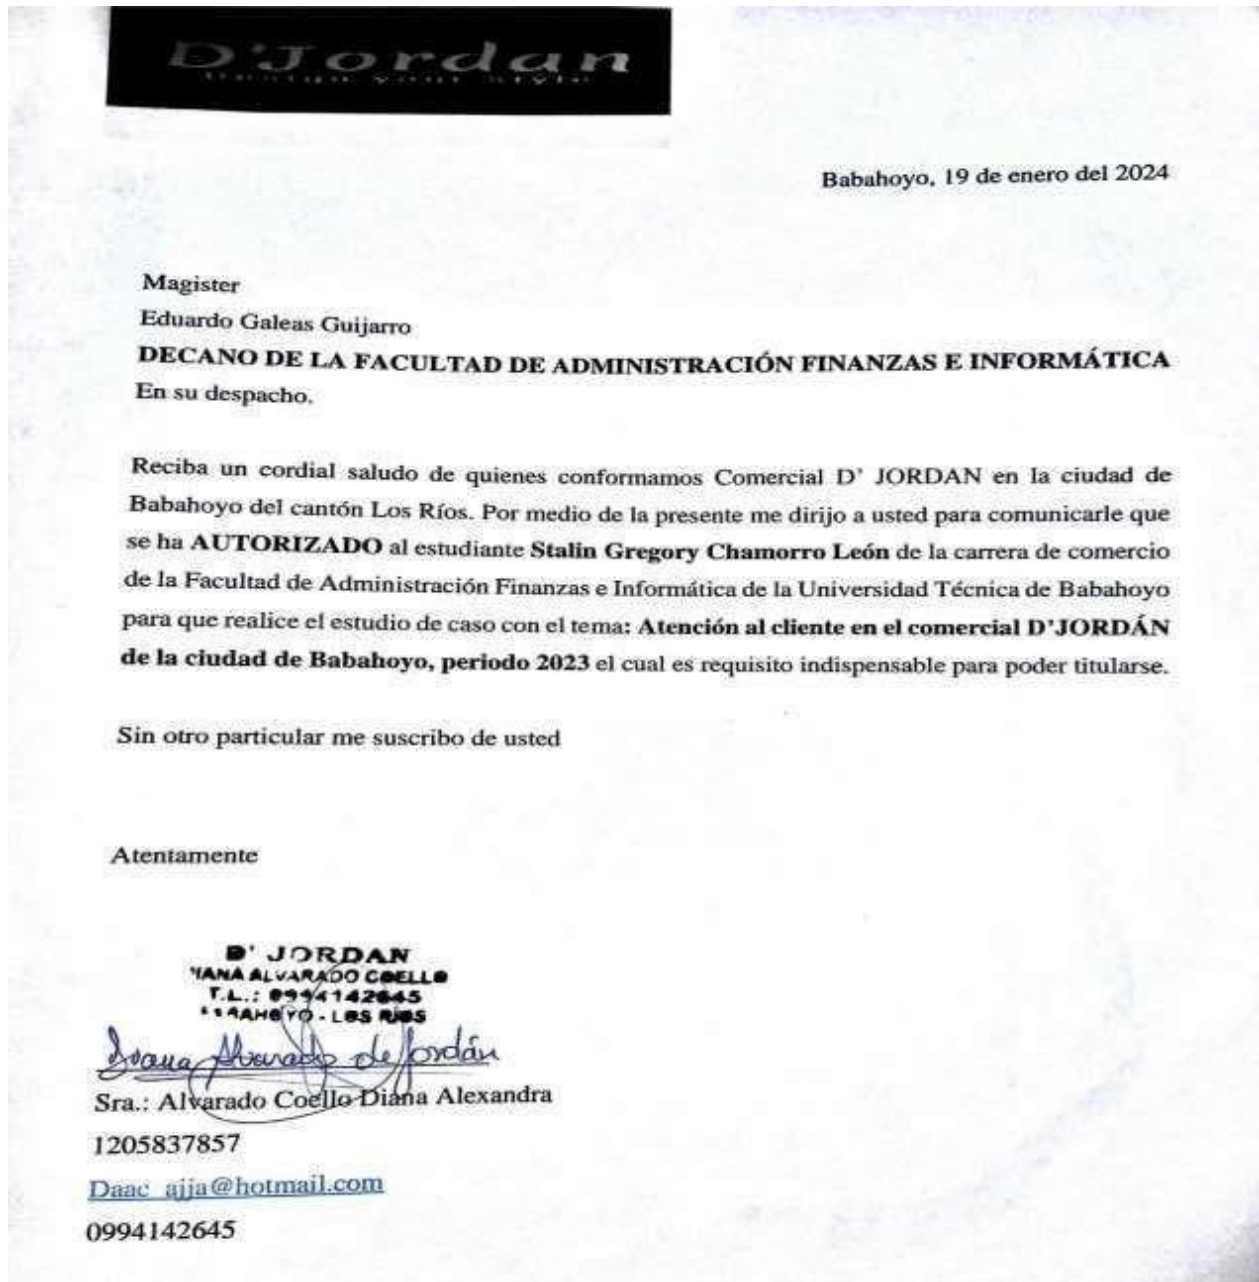 D'Jordan
Babahoyo, 19 de enero del 2024
Magister
Eduardo Galeas Guijarro
DECANO DE LA FACULTAD DE ADMINISTRACIÓN FINANZAS E INFORMÁTICA
En su despacho.
Reciba un cordial saludo de quienes conformamos Comercial D' JORDAN en la ciudad de
Babahoyo del cantón Los Ríos. Por medio de la presente me dirijo a usted para comunicarle que
se ha AUTORIZADO al estudiante Stalin Gregory Chamorro León de la carrera de comercio
de la Facultad de Administración Finanzas e Informática de la Universidad Técnica de Babahoyo
para que realice el estudio de caso con el tema: Atención al cliente en el comercial D'JORDÁN
de la ciudad de Babahoyo, periodo 2023 el cual es requisito indispensable para poder titularse.
Sin otro particular me suscribo de usted
Atentamente
D' JORDAN
ALVARADO COELLO
T.L.: 0994142645
- LOS RIOS
Diana Alvarado de Jordán
Sra.: Alvarado Coello Diana Alexandra
1205837857
Daac_ajja@hotmail.com
0994142645